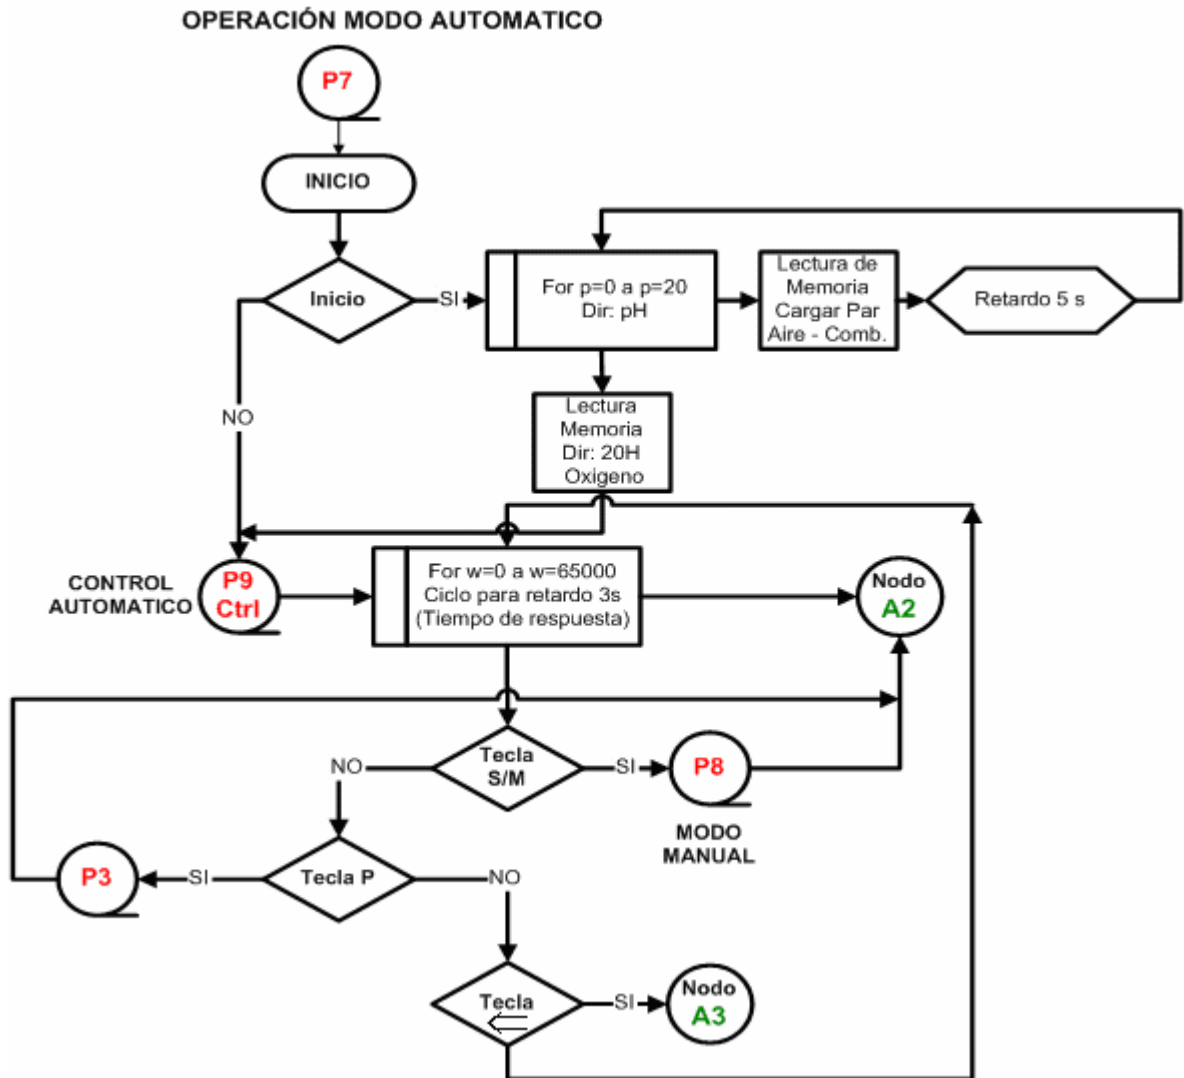 OPERACIÓN MODO AUTOMATICO
P7
INICIO
Inicio
SI
For p=0 a p=20
Dir: pH
Lectura de
Memoria
Cargar Par
Aire - Comb.
Retardo 5 s
NO
Lectura
Memoria
Dir: 20H
Oxigeno
CONTROL
AUTOMATICO
P9
Ctrl
For w=0 a w=65000
Ciclo para retardo 3s
(Tiempo de respuesta)
Nodo
A2
NO
Tecla
S/M
SI
P8
MODO
MANUAL
P3
SI
Tecla P
NO
Tecla
SI
Nodo
A3